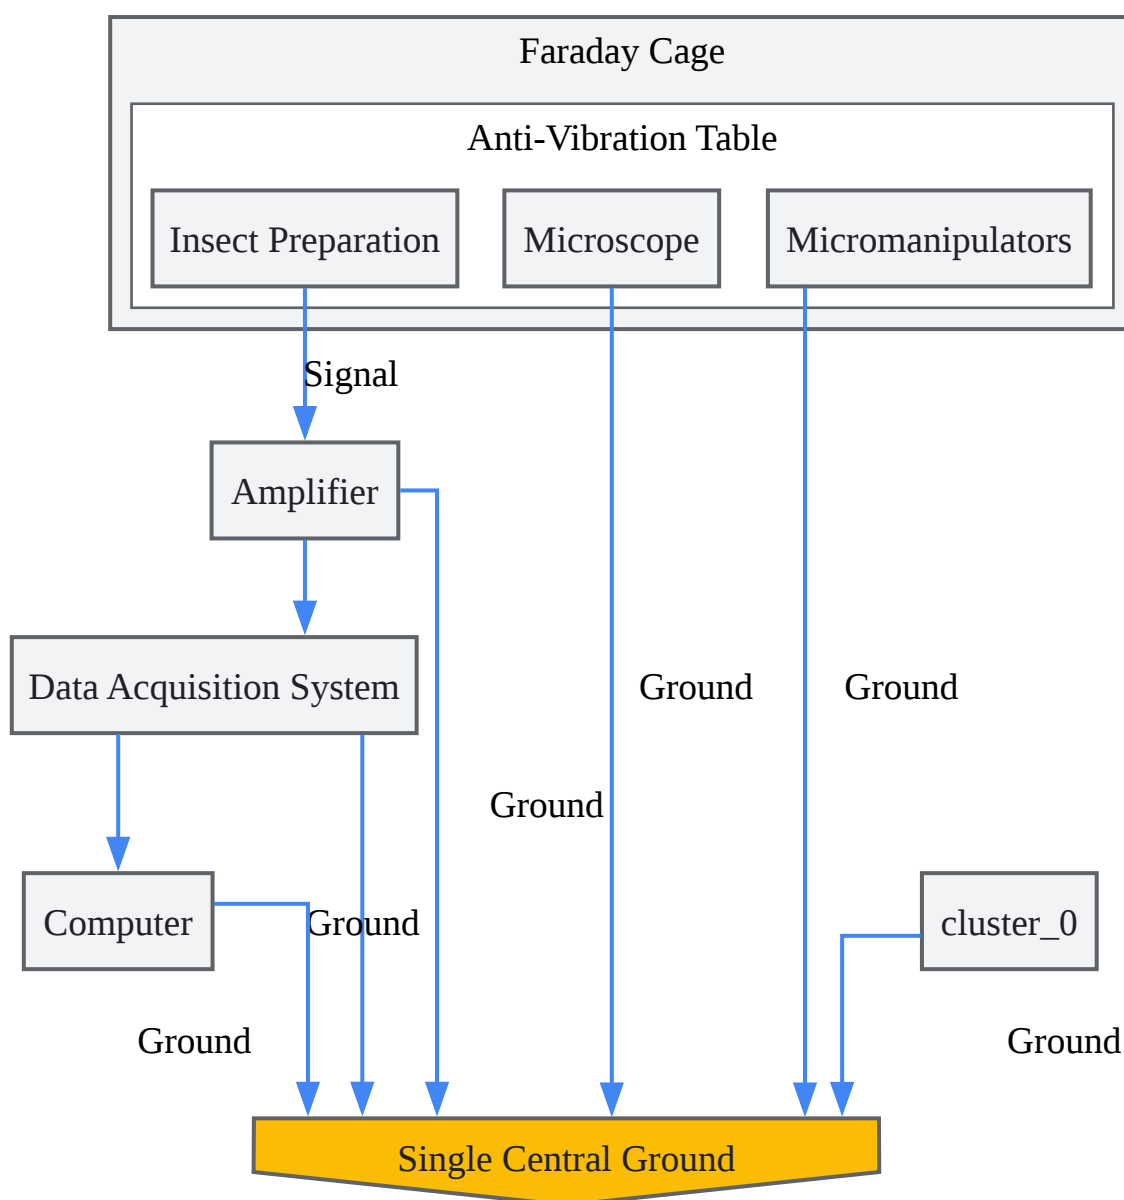 Faraday Cage
Anti-Vibration Table
Insect Preparation
Microscope
Micromanipulators
Signal
Amplifier
Data Acquisition System
Ground
Ground
Ground
Computer
Ground
cluster_0
Ground
Ground
Single Central Ground